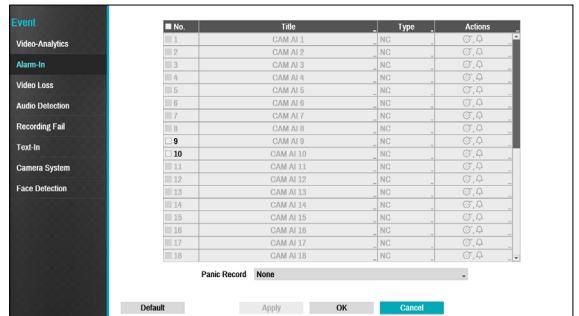 Event
Video-Analytics
Alarm-In
Video Loss
Audio Detection
Recording Fail
Text-In
Camera System
Face Detection
No. Title Type Actions
1 CAM AI 1 NC
2 CAM AI 2 NC
3 CAM AI 3 NC
4 CAM AI 4 NC
5 CAM AI 5 NC
6 CAM AI 6 NC
7 CAM AI 7 NC
8 CAM AI 8 NC
9 CAM AI 9 NC
10 CAM AI 10 NC
11 CAM AI 11 NC
12 CAM AI 12 NC
13 CAM AI 13 NC
14 CAM AI 14 NC
15 CAM AI 15 NC
16 CAM AI 16 NC
17 CAM AI 17 NC
18 CAM AI 18 NC
Panic Record None
Default Apply OK Cancel